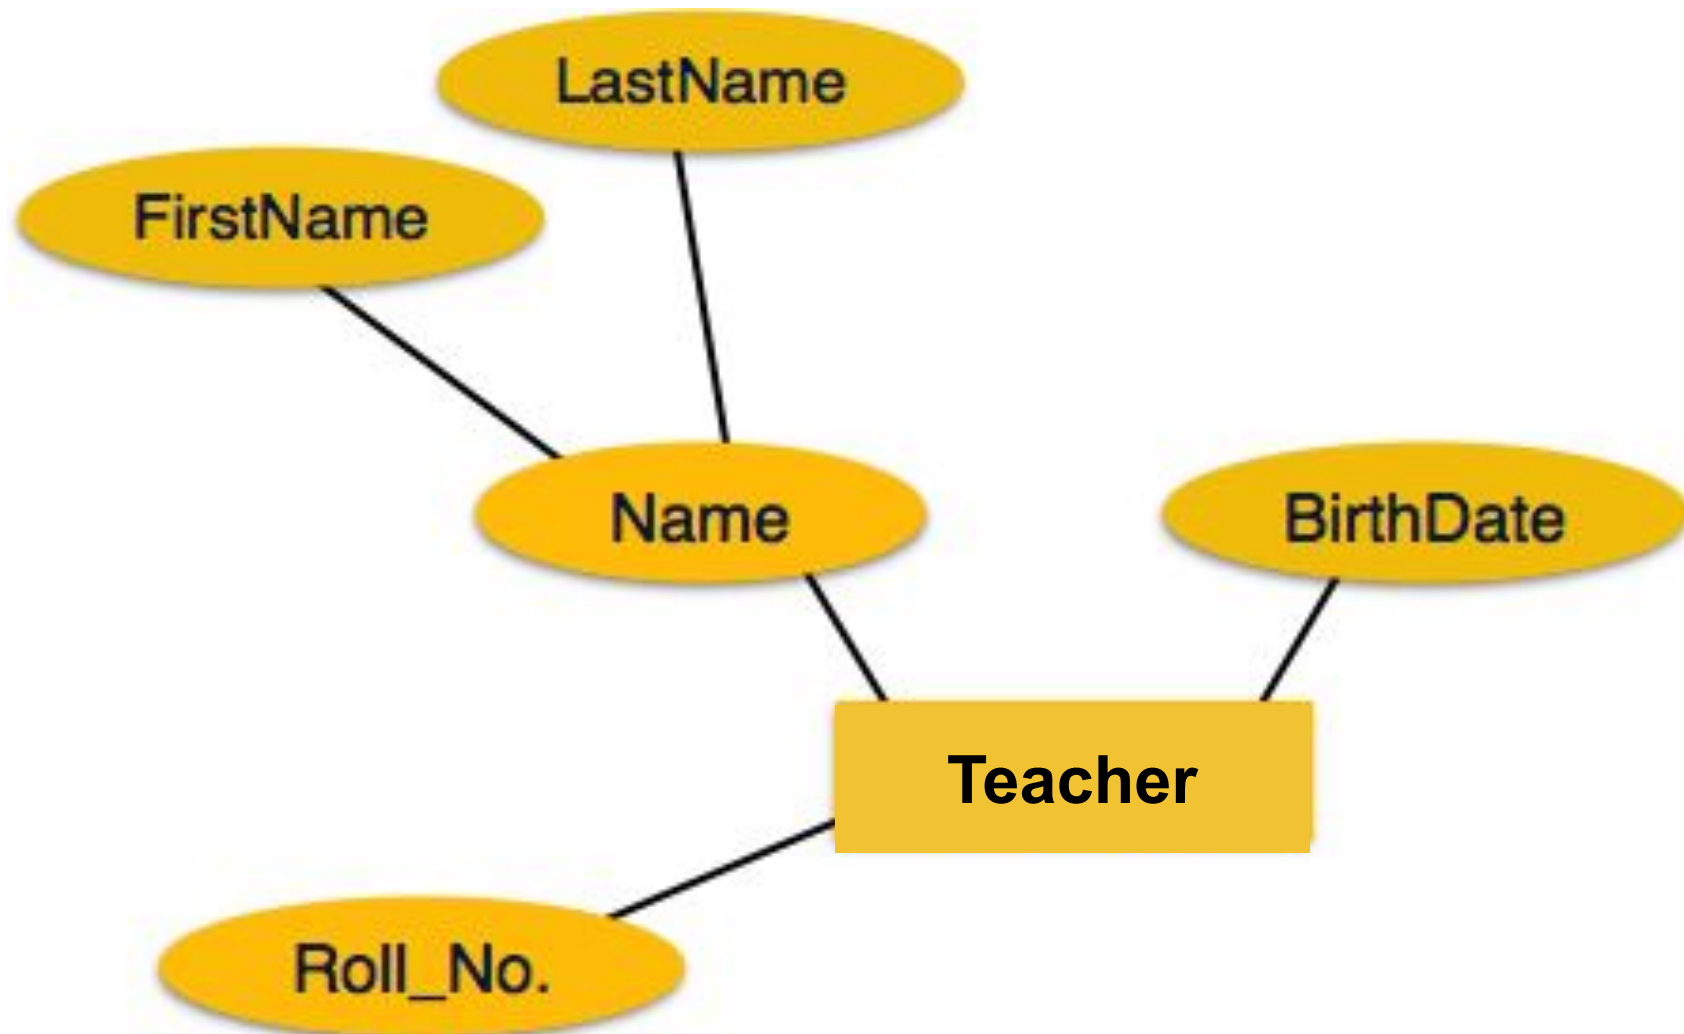 LastName
FirstName
Name
BirthDate
Teacher
Roll_No.